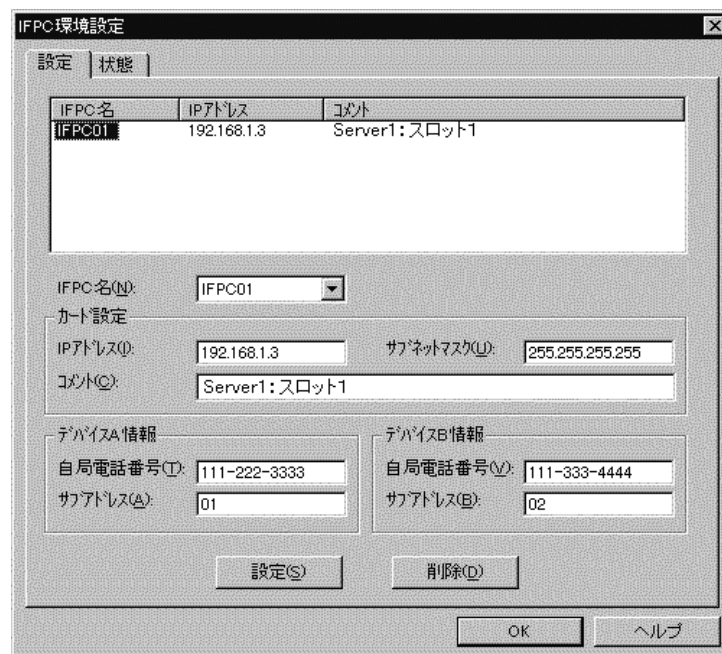 IFPC環境設定
設定 状態
IFPC名 IPアドレス コメント
IFPC01 192.168.1.3 Server1:スロット1
IFPC名(N): IFPC01
カード設定
IPアドレス(I): 192.168.1.3 サブネットマスク(U): 255.255.255.255
コメント(C): Server1:スロット1
デバイスA情報 デバイスB情報
自局電話番号(T): 111-222-3333 自局電話番号(V): 111-333-4444
サブアドレス(A): 01 サブアドレス(B): 02
設定(S) 削除(D)
OK ヘルプ